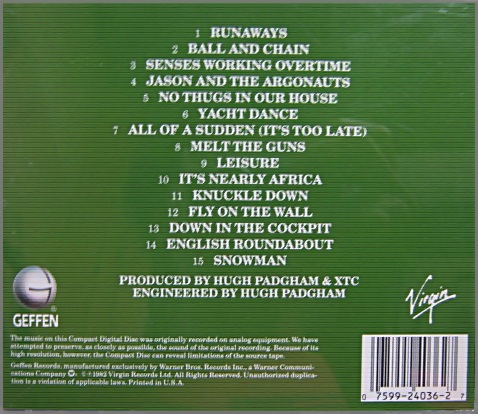 1 RUNAWAYS
2 BALL AND CHAIN
3 SENSES WORKING OVERTIME
4 JASON AND THE ARGONAUTS
5 NO THUGS IN OUR HOUSE
6 YACHT DANCE
7 ALL OF A SUDDEN (IT'S TOO LATE)
8 MELT THE GUNS
9 LEISURE
10 IT'S NEARLY AFRICA
11 KNUCKLE DOWN
12 FLY ON THE WALL
13 DOWN IN THE COCKPIT
14 ENGLISH ROUNDABOUT
15 SNOWMAN
PRODUCED BY HUGH PADGHAM & XTC
ENGINEERED BY HUGH PADGHAM
GEFFEN
Virgin
The music on this Compact Digital Disc was originally recorded on analog equipment. We have
attempted to preserve, as closely as possible, the sound of the original recording. Because of its
high resolution, however, the Compact Disc can reveal limitations of the source tape.
Geffen Records, manufactured exclusively by Warner Bros. Records Inc., a Warner Communi-
cations Company. ©℗1982 Virgin Records Ltd. All Rights Reserved. Unauthorized duplica-
tion is a violation of applicable laws. Printed in U.S.A.
0 7599-24036-2 7